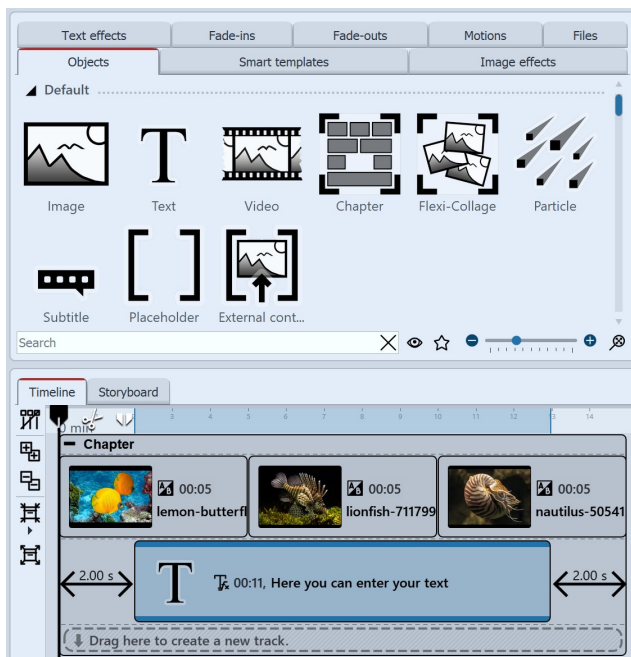 Text effects
Fade-ins
Fade-outs
Motions
Files
Objects
Smart templates
Image effects
Default
Image
Text
Video
Chapter
Flexi-Collage
Particle
Subtitle
Placeholder
External cont...
Search
Timeline
Storyboard
0 min
3 4 5 6 7 8 9 10 11 12 13 14
Chapter
00:05
lemon-butterfl
00:05
lionfish-711799
00:05
nautilus-50541
2.00 s
T
00:11, Here you can enter your text
2.00 s
Drag here to create a new track.